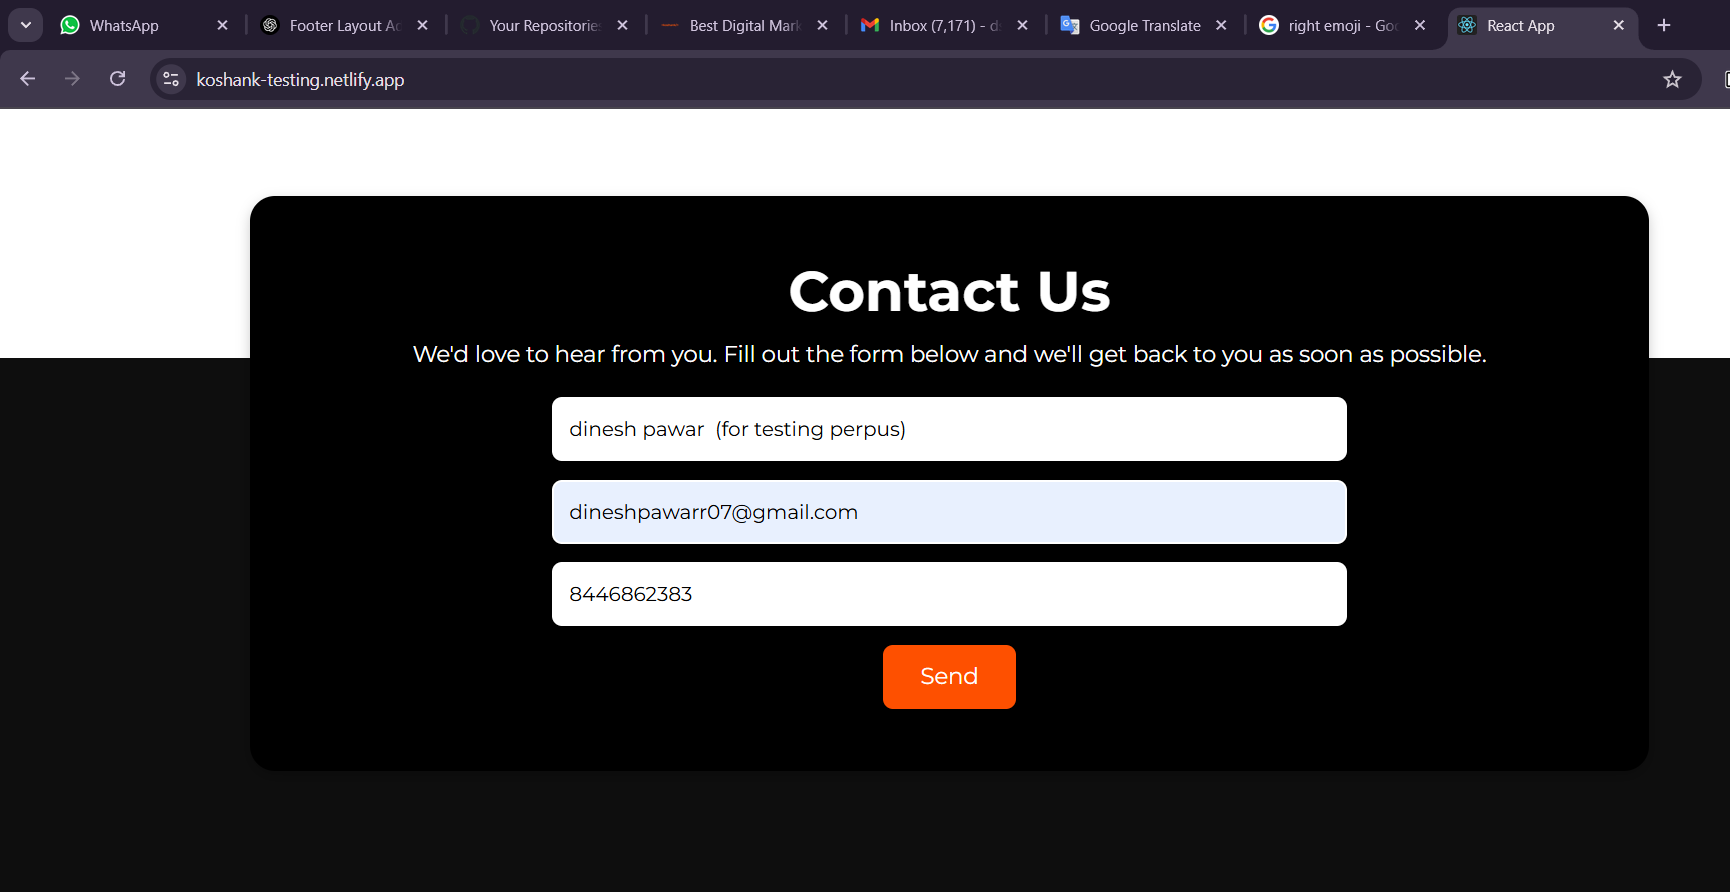 WhatsApp
Footer Layout Ac
Your Repositories
Best Digital Mark
Inbox (7,171) - d
Google Translate
right emoji - Goo
React App
koshank-testing.netlify.app
Contact Us
We'd love to hear from you. Fill out the form below and we'll get back to you as soon as possible.
dinesh pawar (for testing perpus)
dineshpawarr07@gmail.com
8446862383
Send